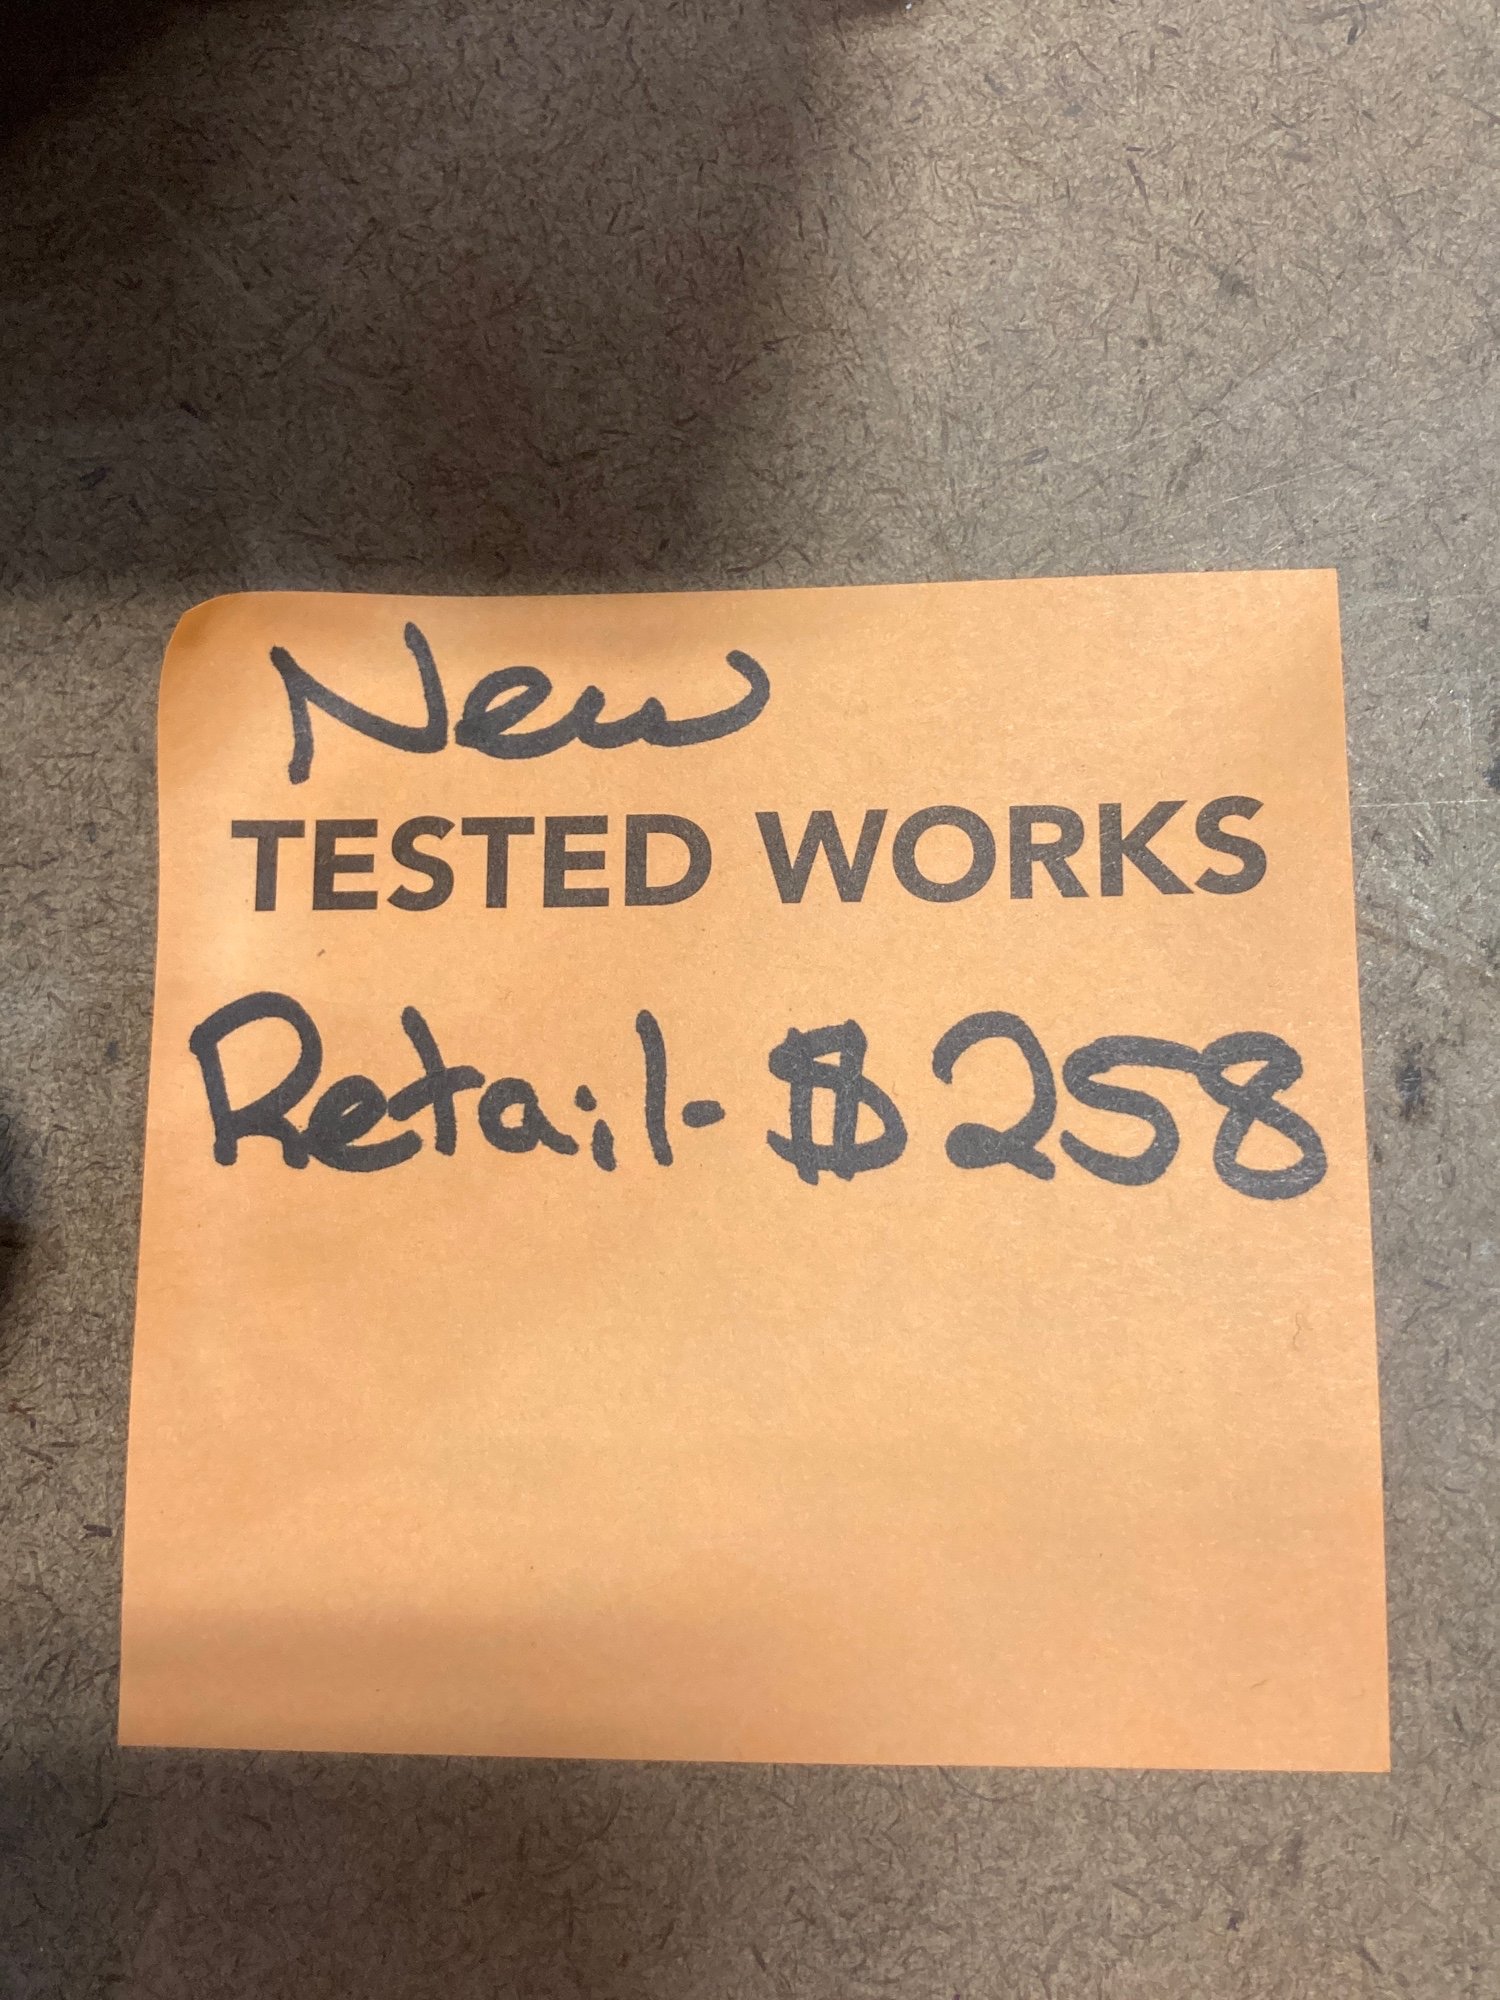 New
TESTED WORKS
Retail- $258